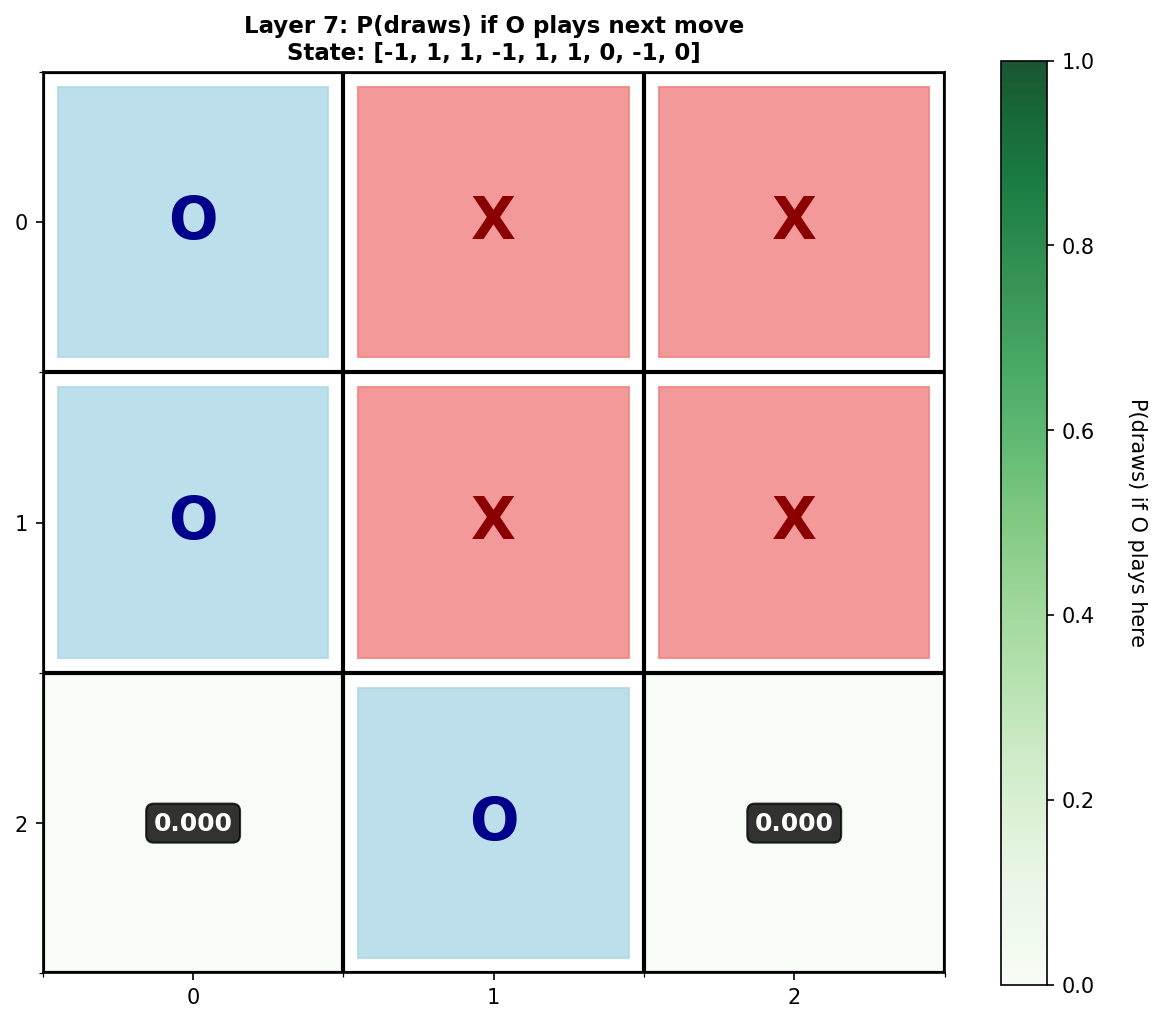 Layer 7: P(draws) if O plays next move
State: [-1, 1, 1, -1, 1, 1, 0, -1, 0]
0
O
X
X
1
O
X
X
2
0.000
O
0.000
0
1
2
1.0
0.8
0.6
0.4
0.2
0.0
P(draws) if O plays here